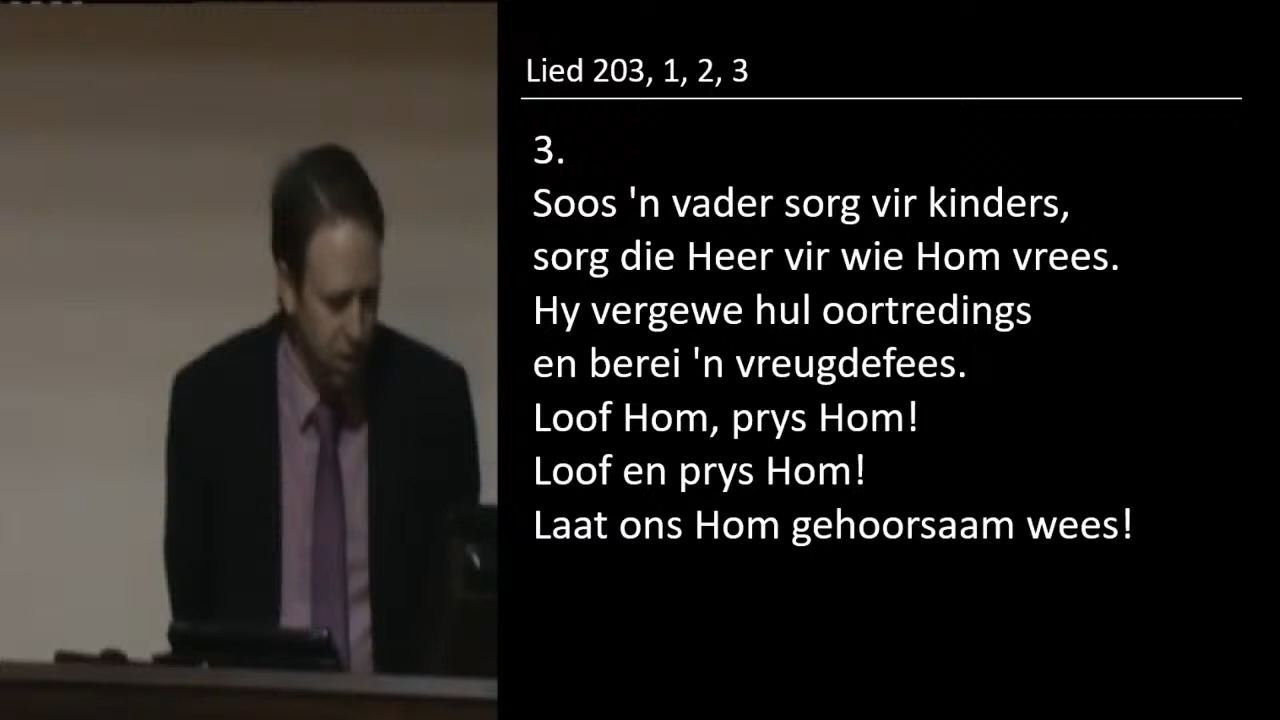 Lied 203, 1, 2, 3
3.
Soos 'n vader sorg vir kinders,
sorg die Heer vir wie Hom vrees.
Hy vergewe hul oortredings
en berei 'n vreugdefees.
Loof Hom, prys Hom!
Loof en prys Hom!
Laat ons Hom gehoorsaam wees!